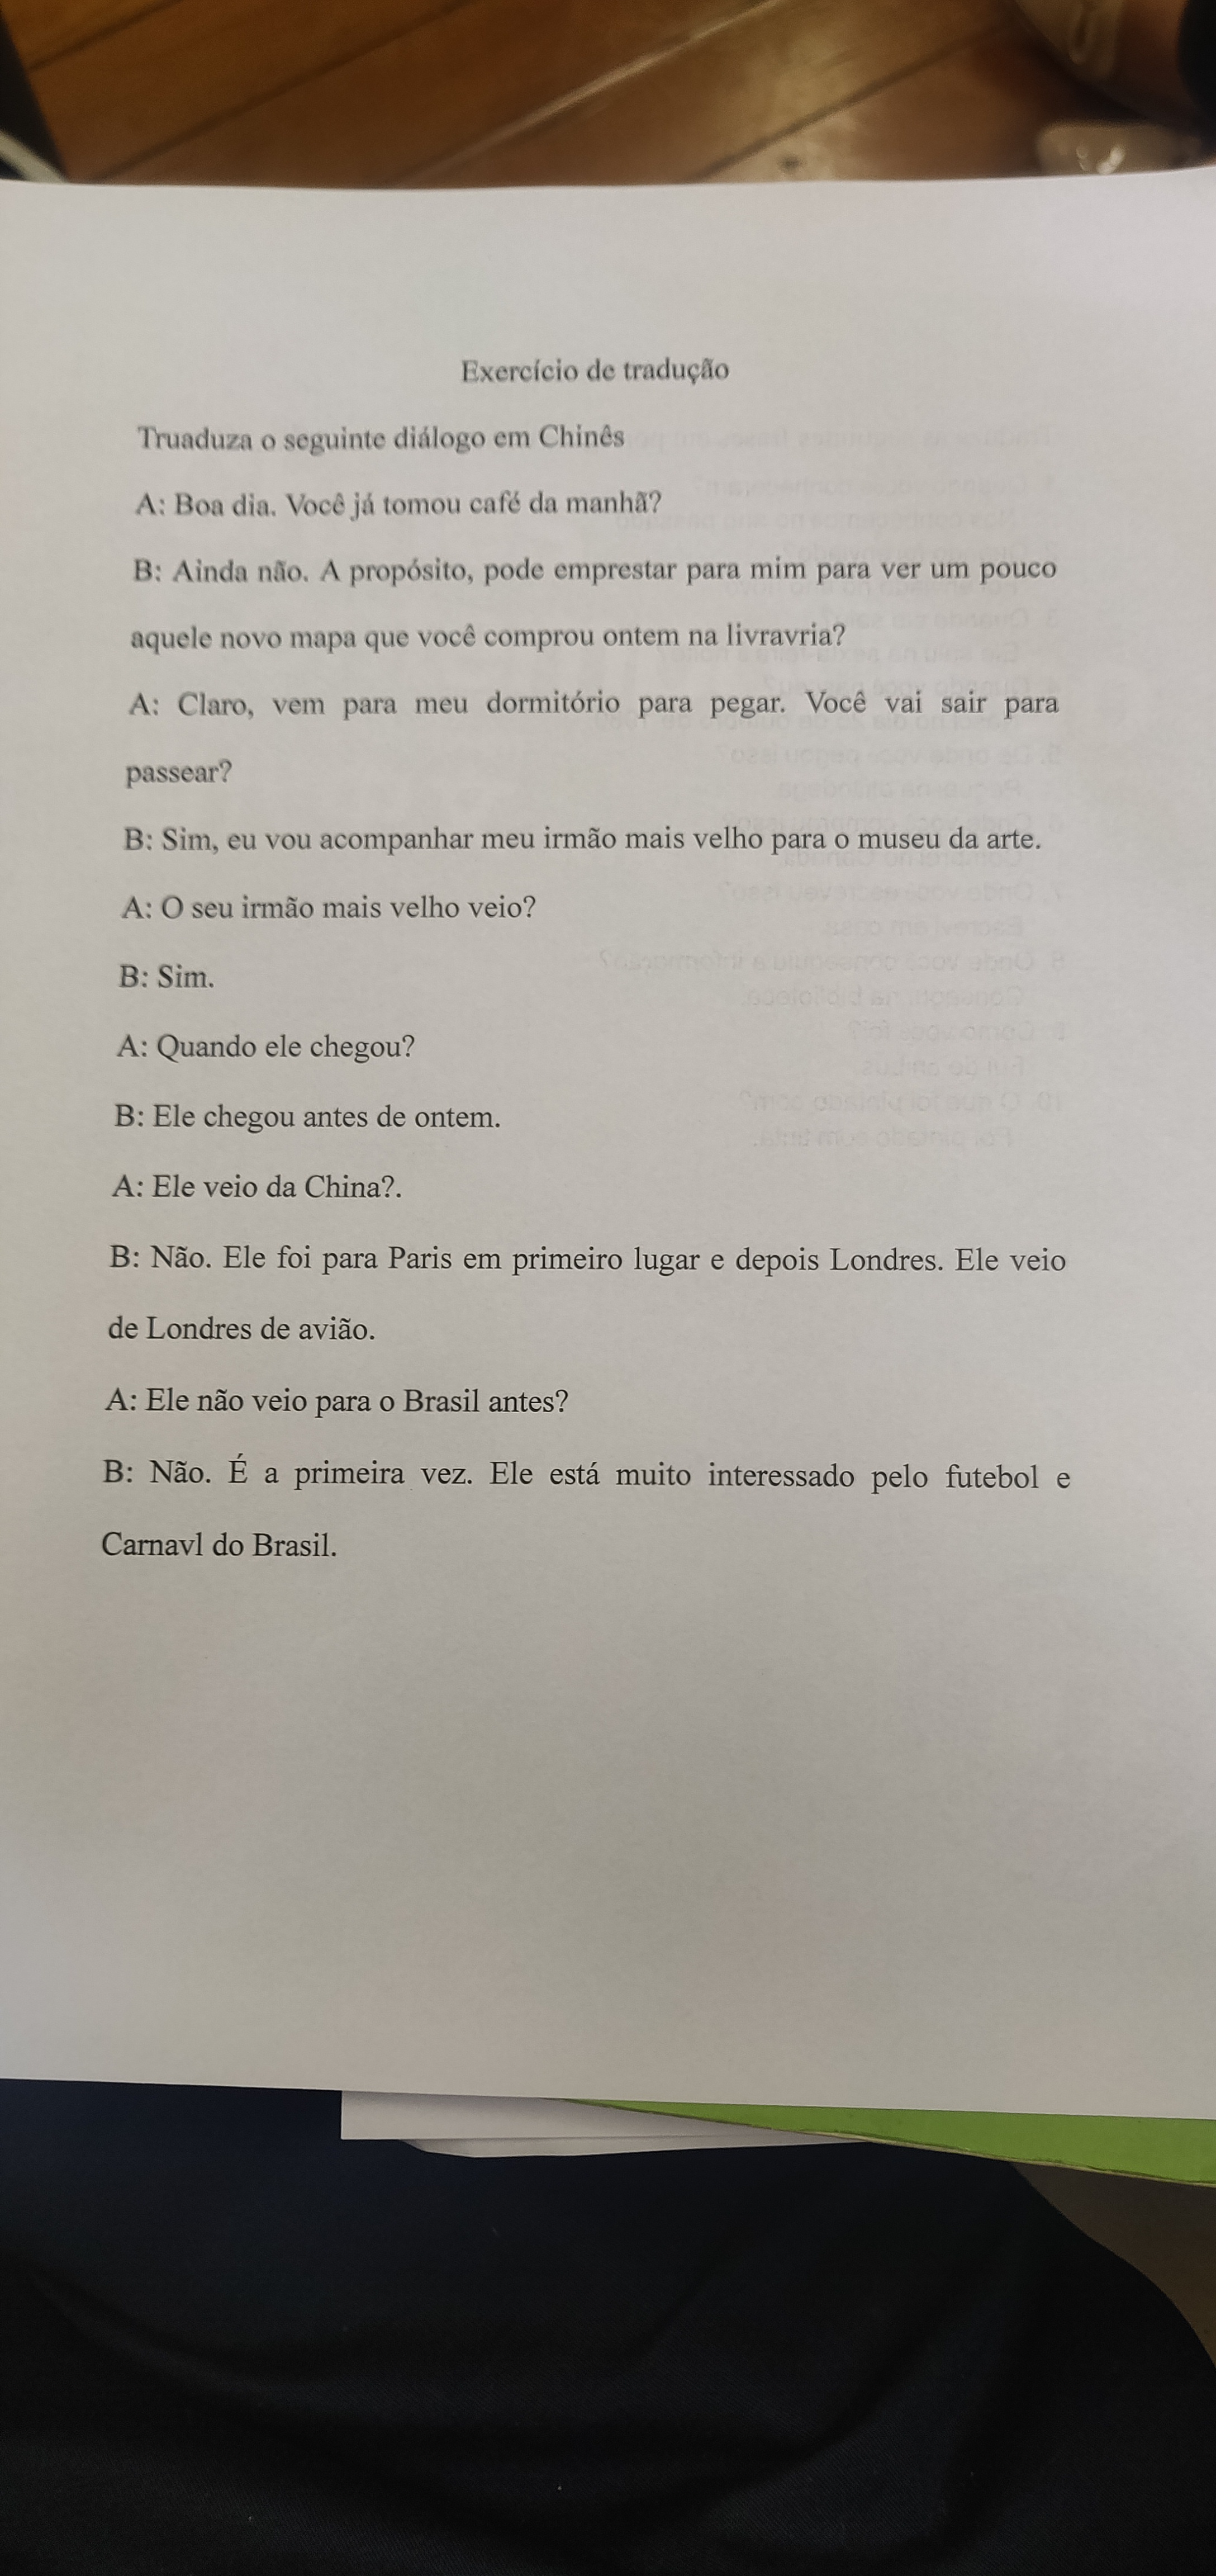 Exercício de tradução
Truaduza o seguinte diálogo em Chinês
A: Boa dia. Você já tomou café da manhã?
B: Ainda não. A propósito, pode emprestar para mim para ver um pouco
aquele novo mapa que você comprou ontem na livravria?
A: Claro, vem para meu dormitório para pegar. Você vai sair para
passear?
B: Sim, eu vou acompanhar meu irmão mais velho para o museu da arte.
A: O seu irmão mais velho veio?
B: Sim.
A: Quando ele chegou?
B: Ele chegou antes de ontem.
A: Ele veio da China?.
B: Não. Ele foi para Paris em primeiro lugar e depois Londres. Ele veio
de Londres de avião.
A: Ele não veio para o Brasil antes?
B: Não. É a primeira vez. Ele está muito interessado pelo futebol e
Carnavl do Brasil.